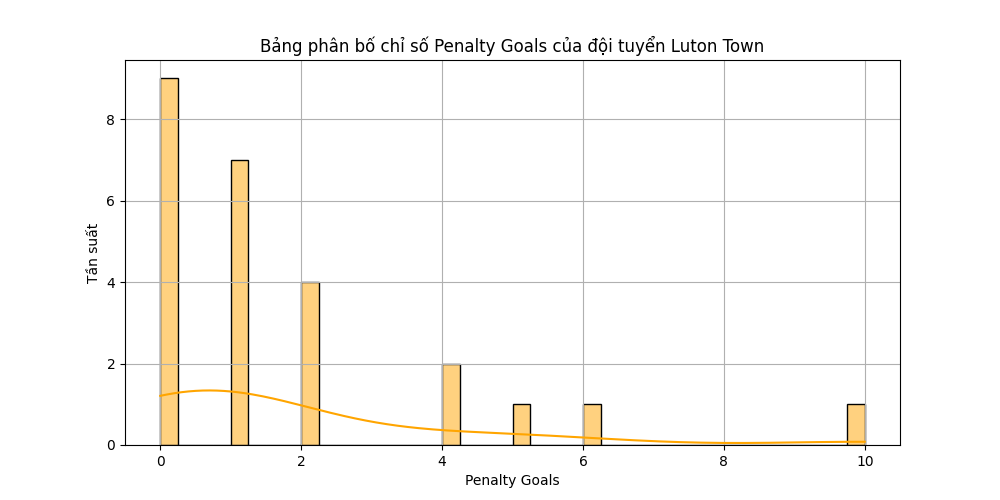 Bảng phân bố chỉ số Penalty Goals của đội tuyển Luton Town
8
6
4
2
0
Tần suất
0 2 4 6 8 10
Penalty Goals